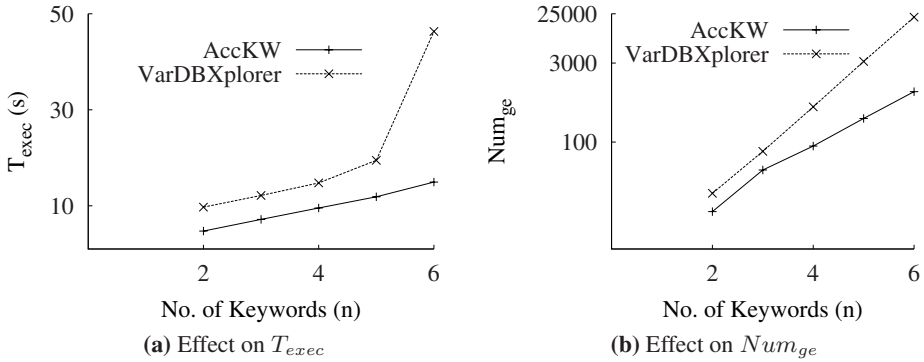 50
30
10
T_exec (s)
AccKW
VarDBXplorer
2 4 6
No. of Keywords (n)
(a) Effect on T_exec
25000
3000
100
Num_ge
AccKW
VarDBXplorer
2 4 6
No. of Keywords (n)
(b) Effect on Num_ge